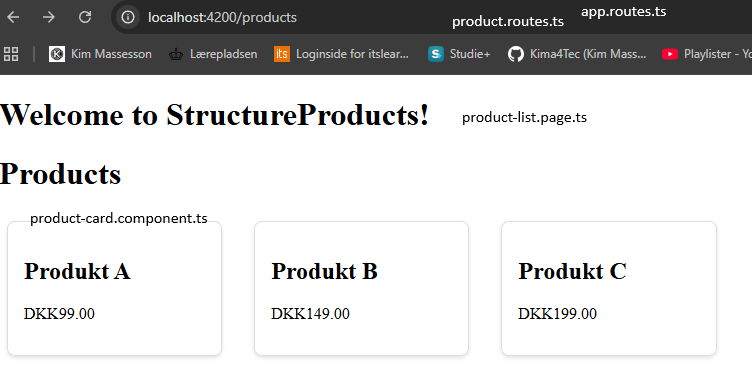 localhost:4200/products
product.routes.ts
app.routes.ts
Kim Massesson
Lærepladsen
its
Loginside for itslear...
S
Studie+
Kima4Tec (Kim Mass...
Playlister - Yo
Welcome to StructureProducts!
product-list.page.ts
Products
product-card.component.ts
Produkt A
Produkt B
Produkt C
DKK99.00
DKK149.00
DKK199.00